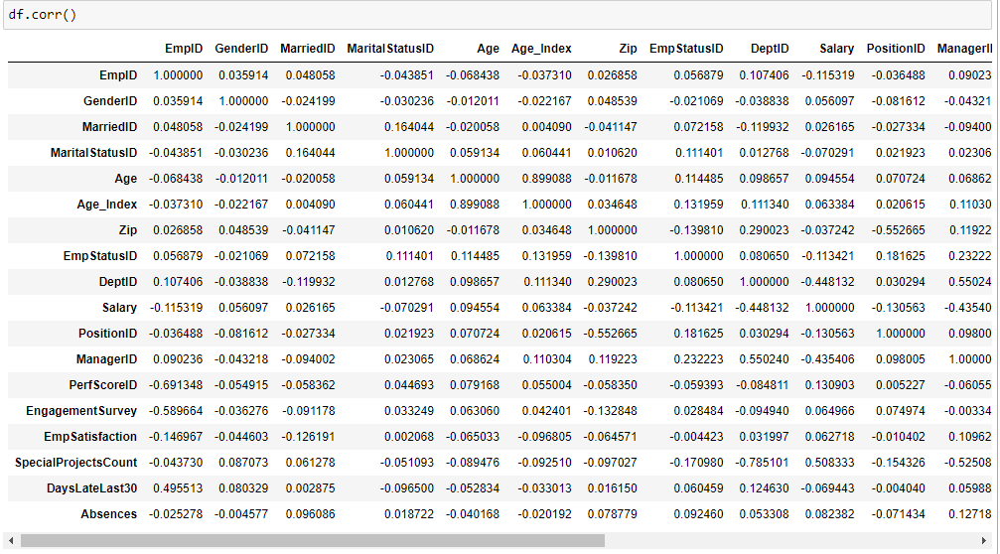 df.corr()
EmpID GenderID MarriedID MaritalStatusID Age Age_Index Zip EmpStatusID DeptID Salary PositionID ManagerI
EmpID 1.000000 0.035914 0.048058 -0.043851 -0.068438 -0.037310 0.026858 0.056879 0.107406 -0.115319 -0.036488 0.09023
GenderID 0.035914 1.000000 -0.024199 -0.030236 -0.012011 -0.022167 0.048539 -0.021069 -0.038838 0.056097 -0.081612 -0.04321
MarriedID 0.048058 -0.024199 1.000000 0.164044 -0.020058 0.004090 -0.041147 0.072158 -0.119932 0.026165 -0.027334 -0.09400
MaritalStatusID -0.043851 -0.030236 0.164044 1.000000 0.059134 0.060441 0.010620 0.111401 0.012768 -0.070291 0.021923 0.02306
Age -0.068438 -0.012011 -0.020058 0.059134 1.000000 0.899088 -0.011678 0.114485 0.098657 0.094554 0.070724 0.06862
Age_Index -0.037310 -0.022167 0.004090 0.060441 0.899088 1.000000 0.034648 0.131959 0.111340 0.063384 0.020615 0.11030
Zip 0.026858 0.048539 -0.041147 0.010620 -0.011678 0.034648 1.000000 -0.139810 0.290023 -0.037242 -0.552665 0.11922
EmpStatusID 0.056879 -0.021069 0.072158 0.111401 0.114485 0.131959 -0.139810 1.000000 0.080650 -0.113421 0.181625 0.23222
DeptID 0.107406 -0.038838 -0.119932 0.012768 0.098657 0.111340 0.290023 0.080650 1.000000 -0.448132 0.030294 0.55024
Salary -0.115319 0.056097 0.026165 -0.070291 0.094554 0.063384 -0.037242 -0.113421 -0.448132 1.000000 -0.130563 -0.43540
PositionID -0.036488 -0.081612 -0.027334 0.021923 0.070724 0.020615 -0.552665 0.181625 0.030294 -0.130563 1.000000 0.09800
ManagerID 0.090236 -0.043218 -0.094002 0.023065 0.068624 0.110304 0.119223 0.232223 0.550240 -0.435406 0.098005 1.00000
PerfScoreID -0.691348 -0.054915 -0.058362 0.044693 0.079168 0.055004 -0.058350 -0.059393 -0.084811 0.130903 0.005227 -0.06055
EngagementSurvey -0.589664 -0.036276 -0.091178 0.033249 0.063060 0.042401 -0.132848 0.028484 -0.094940 0.064966 0.074974 -0.00334
EmpSatisfaction -0.146967 -0.044603 -0.126191 0.002068 -0.065033 -0.096805 -0.064571 -0.004423 0.031997 0.062718 -0.010402 0.10962
SpecialProjectsCount -0.043730 0.087073 0.061278 -0.051093 -0.089476 -0.092510 -0.097027 -0.170980 -0.785101 0.508333 -0.154326 -0.52508
DaysLateLast30 0.495513 0.080329 0.002875 -0.096500 -0.052834 -0.033013 0.016150 0.060459 0.124630 -0.069443 -0.004040 0.05988
Absences -0.025278 -0.004577 0.096086 0.018722 -0.040168 -0.020192 0.078779 0.092460 0.053308 0.082382 -0.071434 0.12718